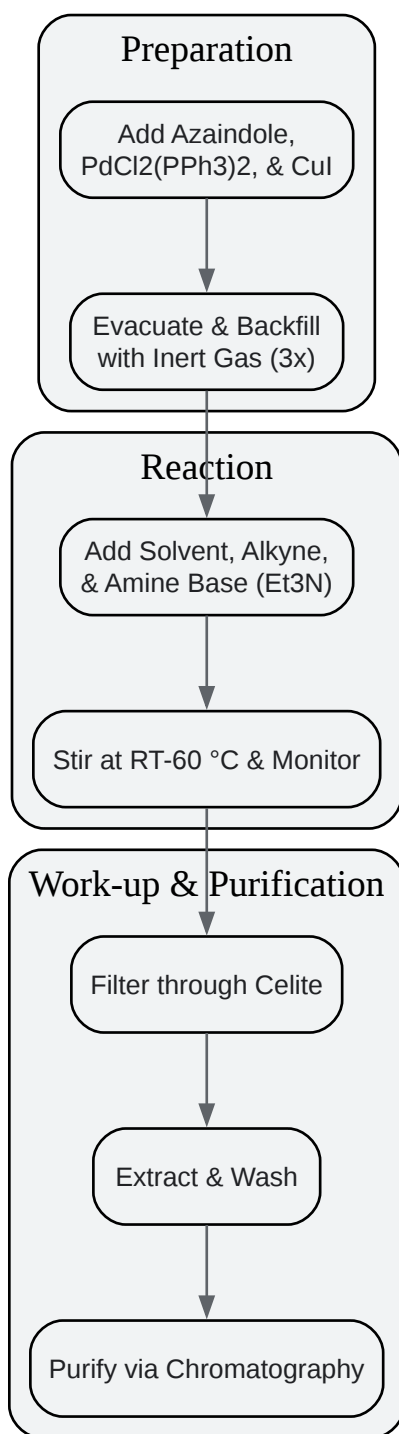 Preparation
Add Azaindole,
PdCl2(PPh3)2, & CuI
Evacuate & Backfill
with Inert Gas (3x)
Reaction
Add Solvent, Alkyne,
& Amine Base (Et3N)
Stir at RT-60 °C & Monitor
Work-up & Purification
Filter through Celite
Extract & Wash
Purify via Chromatography